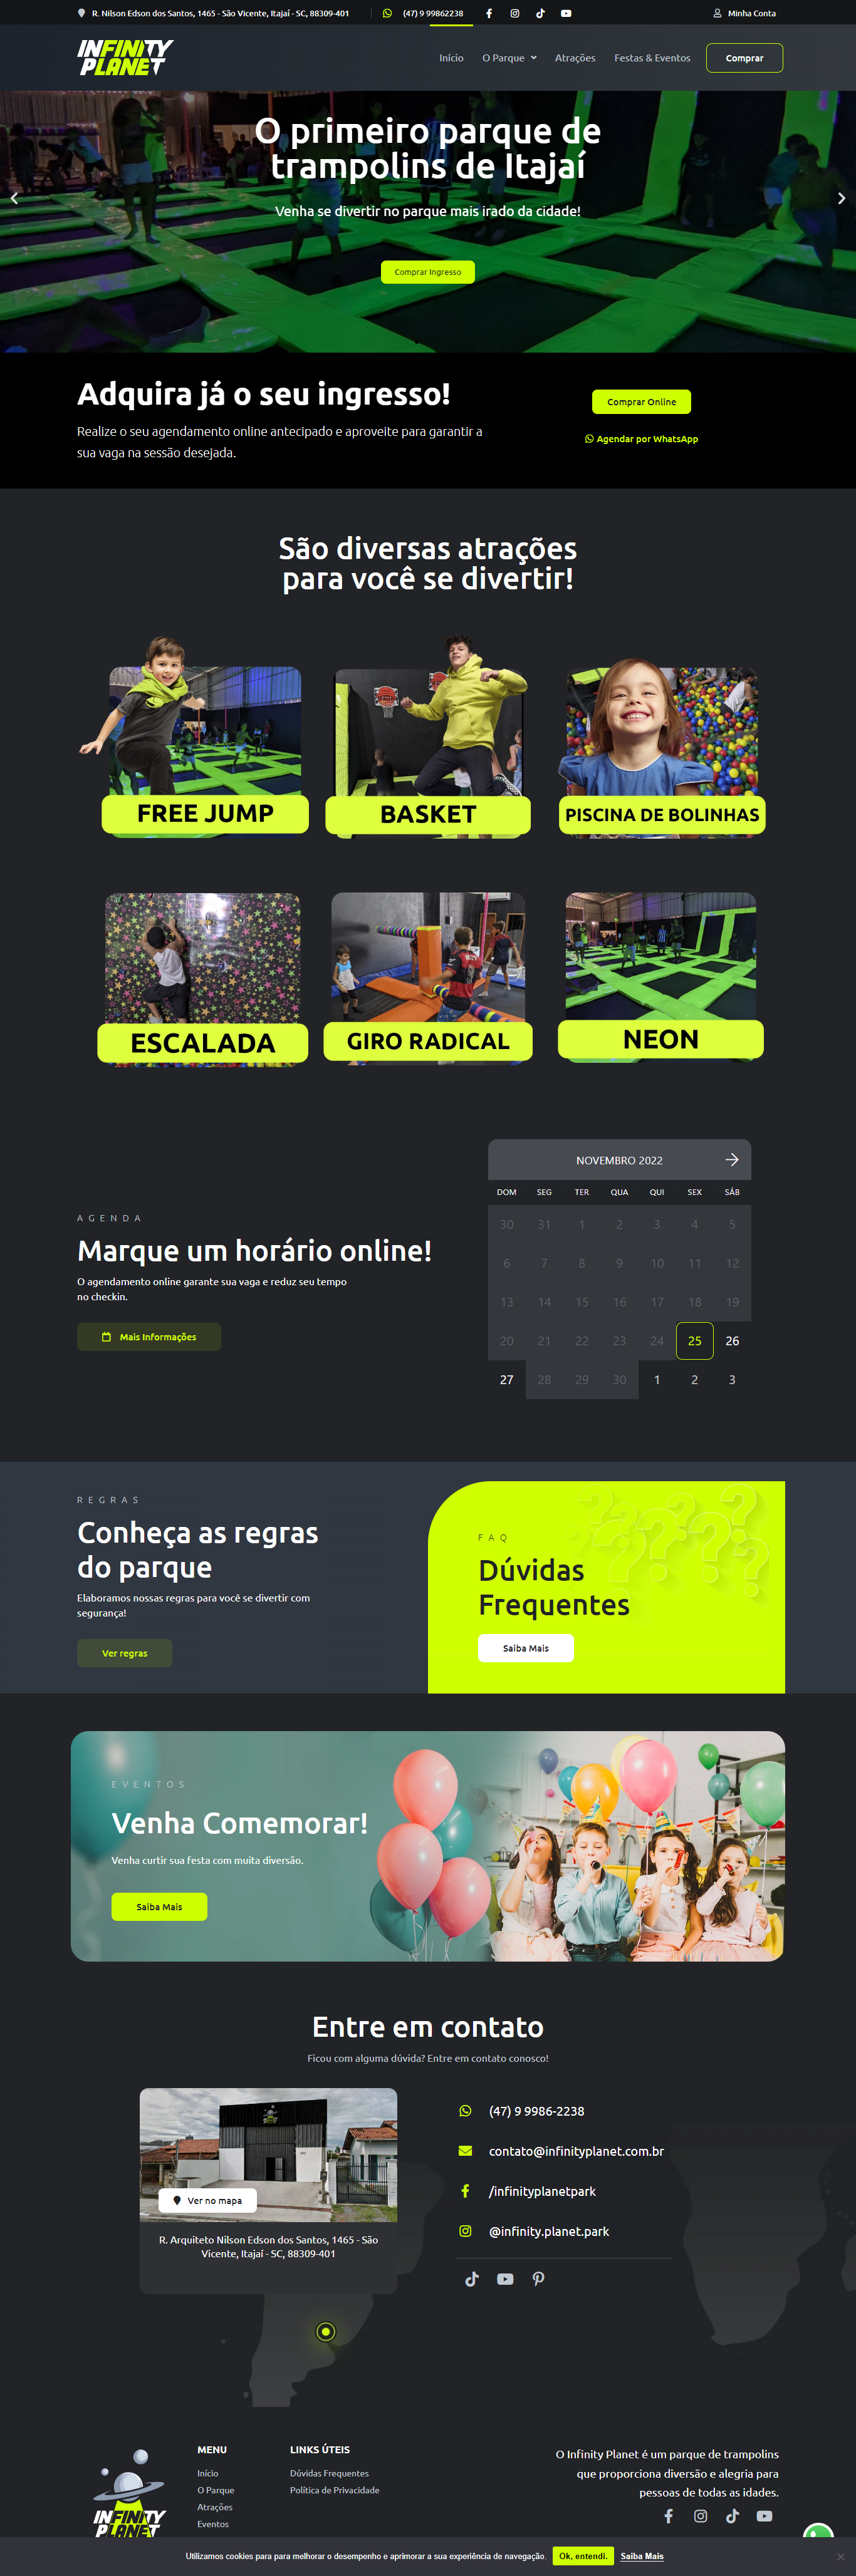 R. Nilson Edson dos Santos, 1465 - São Vicente, Itajaí - SC, 88309-401
(47) 9 99862238
Minha Conta
INFINITY
PLANET
Início
O Parque
Atrações
Festas & Eventos
Comprar
O primeiro parque de
trampolins de Itajaí
Venha se divertir no parque mais irado da cidade!
Comprar Ingresso
Adquira já o seu ingresso!
Realize o seu agendamento online antecipado e aproveite para garantir a
sua vaga na sessão desejada.
Comprar Online
Agendar por WhatsApp
São diversas atrações
para você se divertir!
FREE JUMP
BASKET
PISCINA DE BOLINHAS
ESCALADA
GIRO RADICAL
NEON
AGENDA
Marque um horário online!
O agendamento online garante sua vaga e reduz seu tempo
no checkin.
Mais Informações
NOVEMBRO 2022
DOM SEG TER QUA QUI SEX SÁB
30 31 1 2 3 4 5
6 7 8 9 10 11 12
13 14 15 16 17 18 19
20 21 22 23 24 25 26
27 28 29 30 1 2 3
REGRAS
Conheça as regras
do parque
Elaboramos nossas regras para você se divertir com
segurança!
Ver regras
FAQ
Dúvidas
Frequentes
Saiba Mais
EVENTOS
Venha Comemorar!
Venha curtir sua festa com muita diversão.
Saiba Mais
Entre em contato
Ficou com alguma dúvida? Entre em contato conosco!
Ver no mapa
R. Arquiteto Nilson Edson dos Santos, 1465 - São
Vicente, Itajaí - SC, 88309-401
(47) 9 9986-2238
contato@infinityplanet.com.br
/infinityplanetpark
@infinity.planet.park
INFINITY
PLANET
MENU
Início
O Parque
Atrações
Eventos
LINKS ÚTEIS
Dúvidas Frequentes
Política de Privacidade
O Infinity Planet é um parque de trampolins
que proporciona diversão e alegria para
pessoas de todas as idades.
Utilizamos cookies para para melhorar o desempenho e aprimorar a sua experiência de navegação.
Ok, entendi.
Saiba Mais